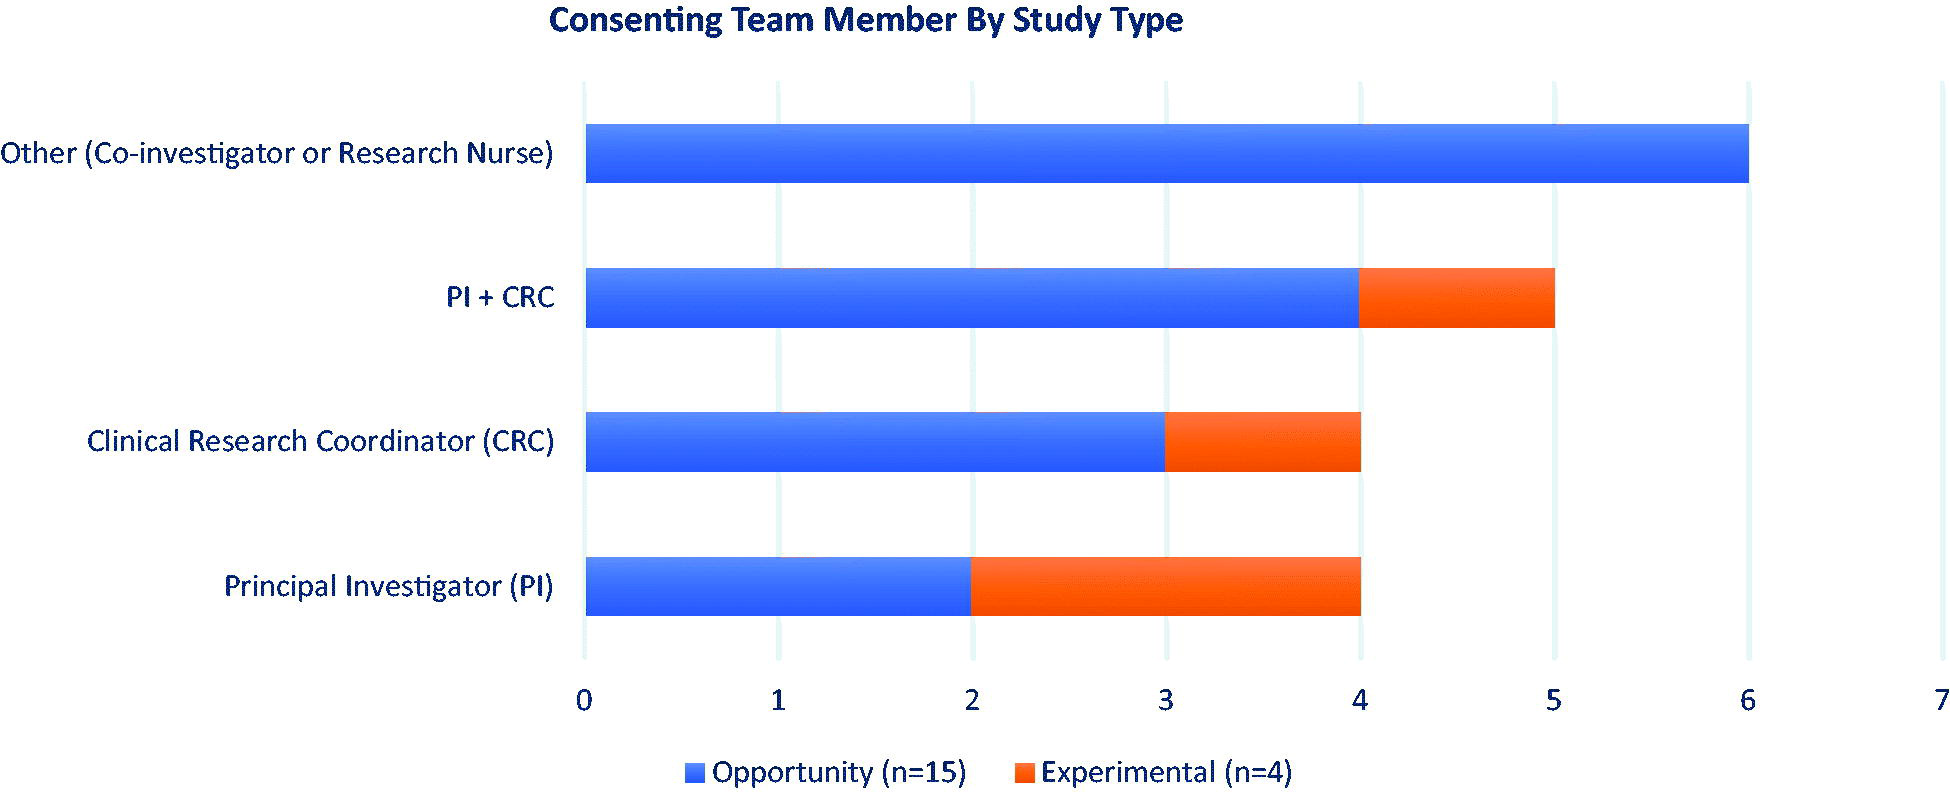 Consenting Team Member By Study Type
Other (Co-investigator or Research Nurse)
PI + CRC
Clinical Research Coordinator (CRC)
Principal Investigator (PI)
0 1 2 3 4 5 6 7
Opportunity (n=15) Experimental (n=4)